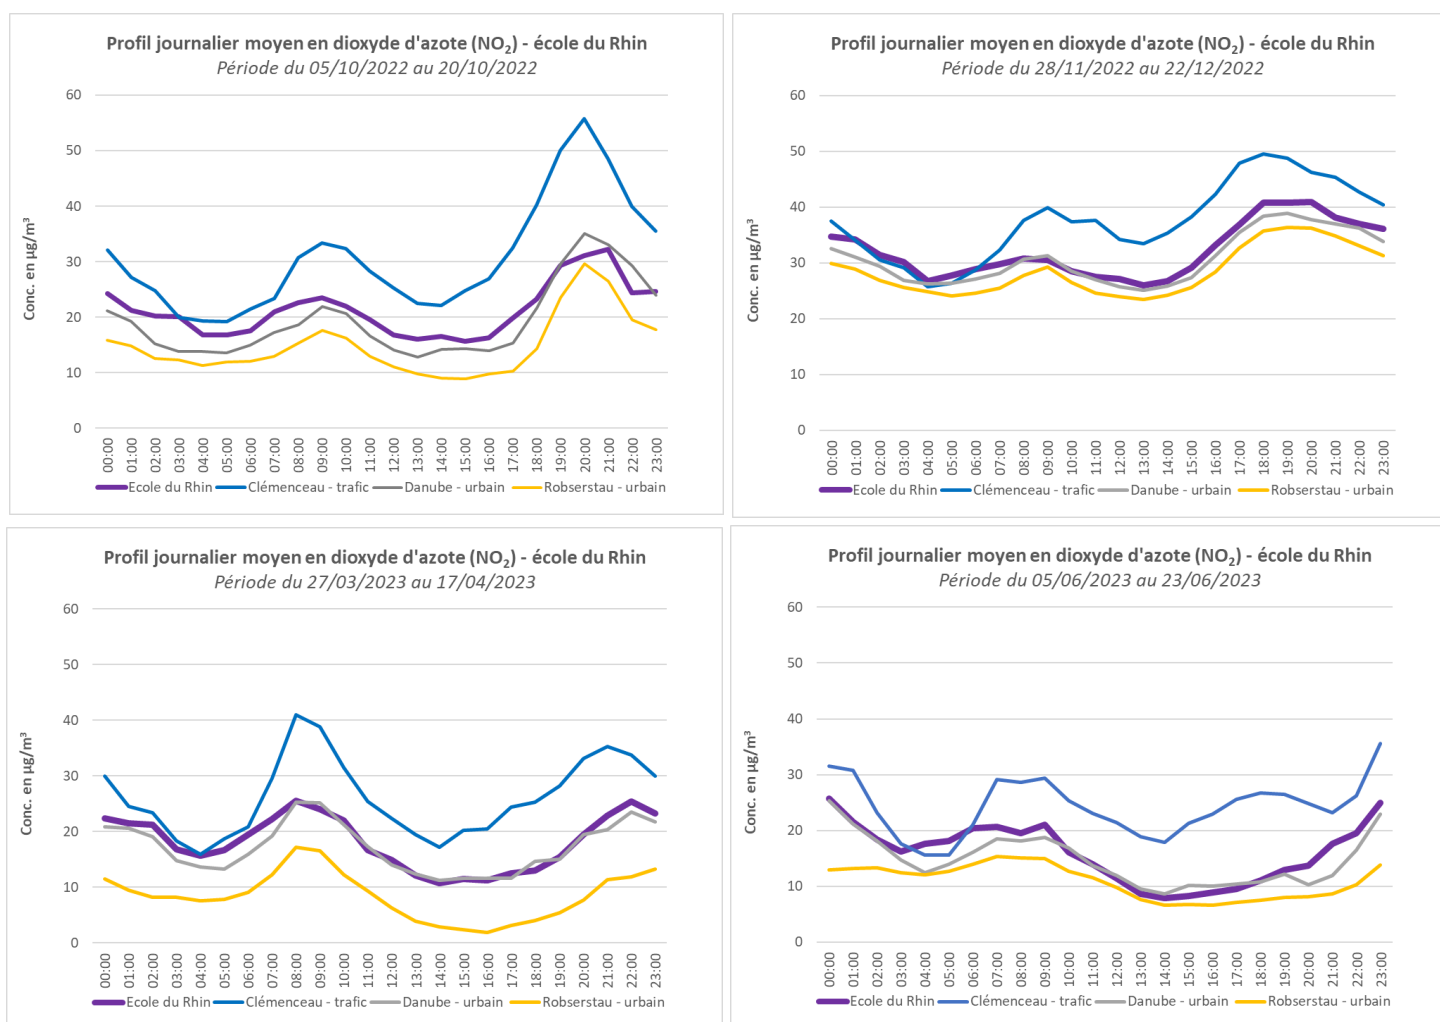 Profil journalier moyen en dioxyde d'azote (NO₂) - école du Rhin
Période du 05/10/2022 au 20/10/2022
Conc. en µg/m³
60
50
40
30
20
10
0
00:00 01:00 02:00 03:00 04:00 05:00 06:00 07:00 08:00 09:00 10:00 11:00 12:00 13:00 14:00 15:00 16:00 17:00 18:00 19:00 20:00 21:00 22:00 23:00
Ecole du Rhin Clémenceau - trafic Danube - urbain Robserstau - urbain
Profil journalier moyen en dioxyde d'azote (NO₂) - école du Rhin
Période du 28/11/2022 au 22/12/2022
Conc. en µg/m³
60
50
40
30
20
10
0
00:00 01:00 02:00 03:00 04:00 05:00 06:00 07:00 08:00 09:00 10:00 11:00 12:00 13:00 14:00 15:00 16:00 17:00 18:00 19:00 20:00 21:00 22:00 23:00
Ecole du Rhin Clémenceau - trafic Danube - urbain Robserstau - urbain
Profil journalier moyen en dioxyde d'azote (NO₂) - école du Rhin
Période du 27/03/2023 au 17/04/2023
Conc. en µg/m³
60
50
40
30
20
10
0
00:00 01:00 02:00 03:00 04:00 05:00 06:00 07:00 08:00 09:00 10:00 11:00 12:00 13:00 14:00 15:00 16:00 17:00 18:00 19:00 20:00 21:00 22:00 23:00
Ecole du Rhin Clémenceau - trafic Danube - urbain Robserstau - urbain
Profil journalier moyen en dioxyde d'azote (NO₂) - école du Rhin
Période du 05/06/2023 au 23/06/2023
Conc. en µg/m³
60
50
40
30
20
10
0
00:00 01:00 02:00 03:00 04:00 05:00 06:00 07:00 08:00 09:00 10:00 11:00 12:00 13:00 14:00 15:00 16:00 17:00 18:00 19:00 20:00 21:00 22:00 23:00
Ecole du Rhin Clémenceau - trafic Danube - urbain Robserstau - urbain